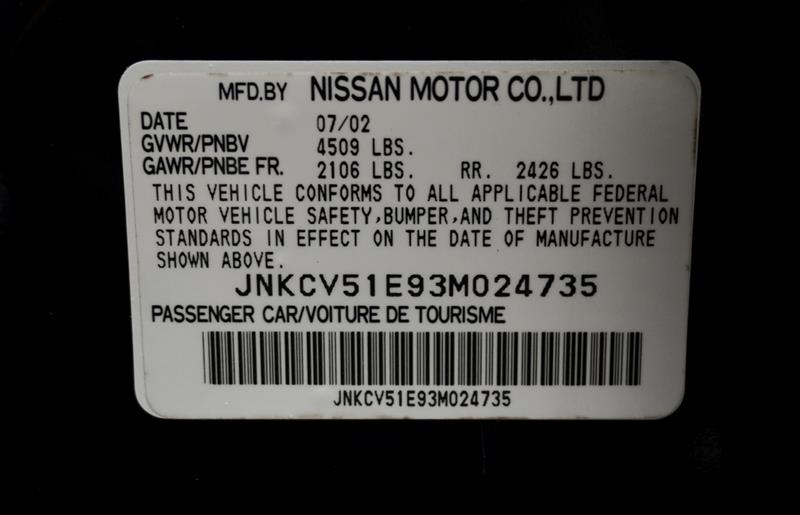 MFD.BY NISSAN MOTOR CO.,LTD
DATE 07/02
GVWR/PNBV 4509 LBS.
GAWR/PNBE FR. 2106 LBS. RR. 2426 LBS.
THIS VEHICLE CONFORMS TO ALL APPLICABLE FEDERAL
MOTOR VEHICLE SAFETY,BUMPER,AND THEFT PREVENTION
STANDARDS IN EFFECT ON THE DATE OF MANUFACTURE
SHOWN ABOVE.
JNKCV51E93M024735
PASSENGER CAR/VOITURE DE TOURISME
JNKCV51E93M024735